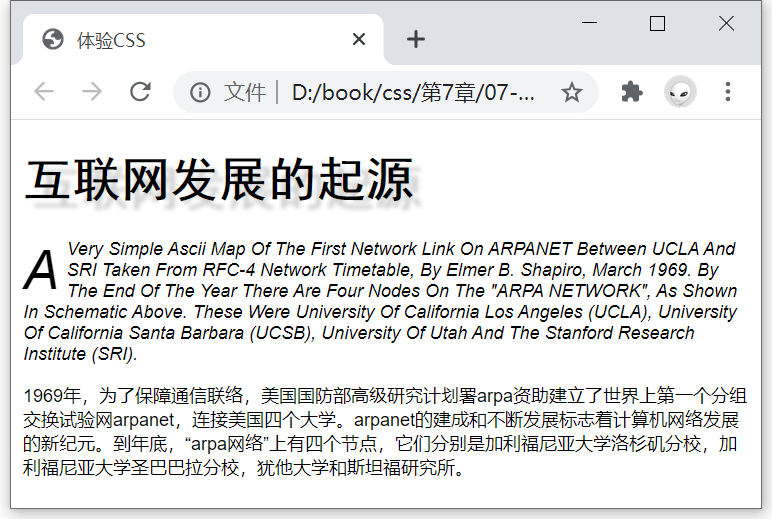 体验CSS
文件 D:/book/css/第7章/07-...
互联网发展的起源
A Very Simple Ascii Map Of The First Network Link On ARPANET Between UCLA And
SRI Taken From RFC-4 Network Timetable, By Elmer B. Shapiro, March 1969. By
The End Of The Year There Are Four Nodes On The "ARPA NETWORK", As Shown
In Schematic Above. These Were University Of California Los Angeles (UCLA), University
Of California Santa Barbara (UCSB), University Of Utah And The Stanford Research
Institute (SRI).
1969年，为了保障通信联络，美国国防部高级研究计划署arpa资助建立了世界上第一个分组
交换试验网arpanet，连接美国四个大学。arpanet的建成和不断发展标志着计算机网络发展
的新纪元。到年底，“arpa网络”上有四个节点，它们分别是加利福尼亚大学洛杉矶分校，加
利福尼亚大学圣巴巴拉分校，犹他大学和斯坦福研究所。